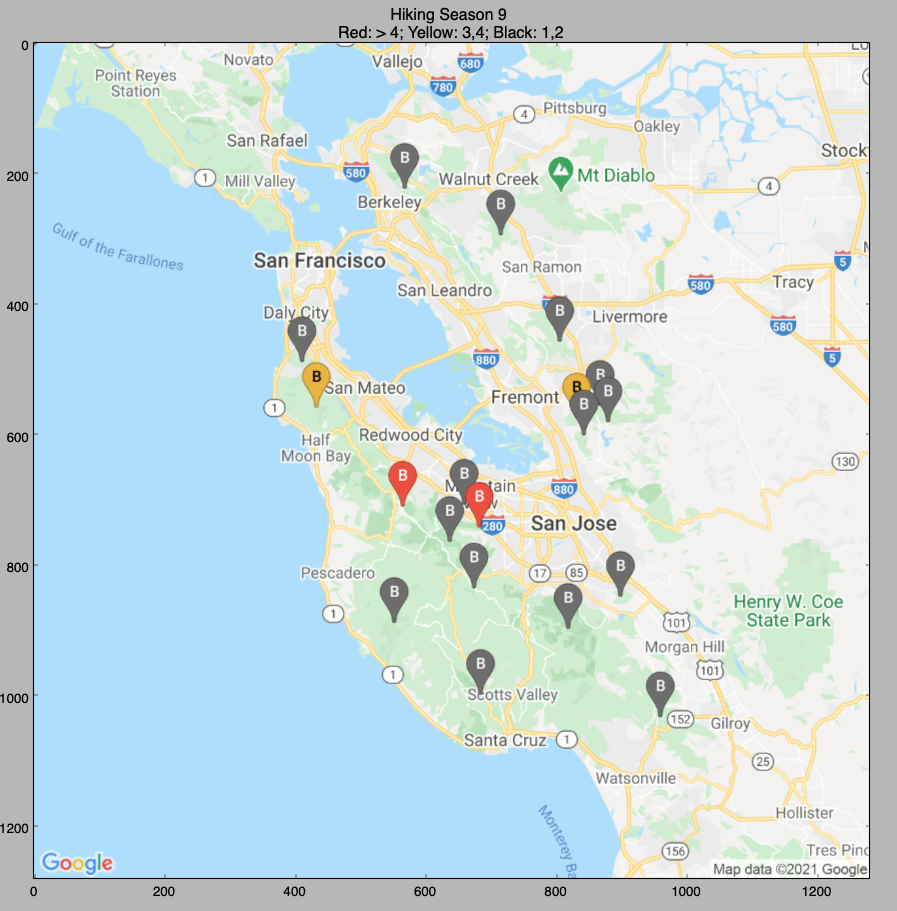 Hiking Season 9
Red: > 4; Yellow: 3,4; Black: 1,2
0
200
400
600
800
1000
1200
Novato
Vallejo
680
780
Point Reyes
Station
4
Pittsburg
Oakley
San Rafael
Stock
B
580
1
Mill Valley
Walnut Creek
Mt Diablo
4
Berkeley
B
Gulf of the Farallones
San Francisco
5
San Ramon
580
Tracy
San Leandro
Daly City
B
Livermore
580
B
880
5
B
B
San Mateo
B
B
Fremont
B
1
B
Redwood City
Half
Moon Bay
130
B
B
880
B
B
280
San Jose
B
Pescadero
17
85
B
B
B
Henry W. Coe
State Park
1
101
Morgan Hill
B
101
1
B
Scotts Valley
152
Gilroy
Santa Cruz
1
25
Watsonville
Hollister
Monterey Ba
156
Tres Pino
Google
Map data ©2021 Google
0
200
400
600
800
1000
1200